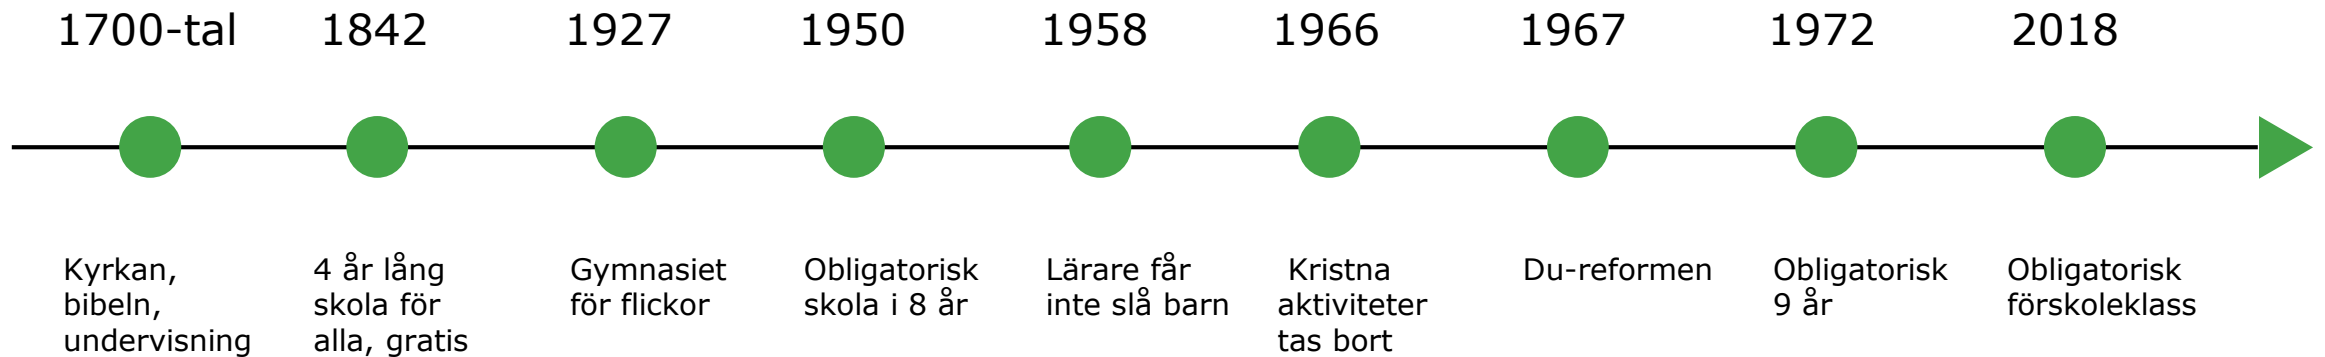 1700-tal
1842
1927
1950
1958
1966
1967
1972
2018
Kyrkan,
bibeln,
undervisning
4 år lång
skola för
alla, gratis
Gymnasiet
för flickor
Obligatorisk
skola i 8 år
Lärare får
inte slå barn
Kristna
aktiviteter
tas bort
Du-reformen
Obligatorisk
9 år
Obligatorisk
förskoleklass